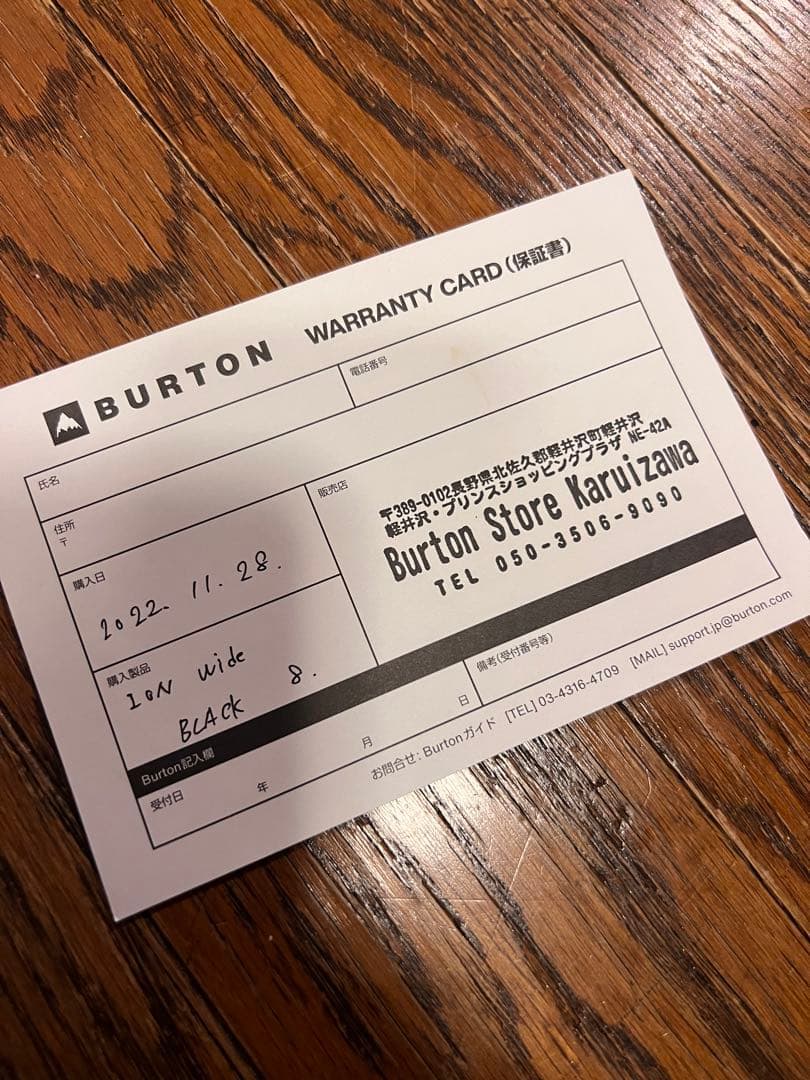 BURTON WARRANTY CARD(保証書)
氏名
電話番号
住所
〒
販売店
〒389-0102長野県北佐久郡軽井沢町軽井沢
軽井沢・プリンスショッピングプラザ NE-42A
Burton Store Karuizawa
TEL 050-3506-9090
購入日
2022. 11. 28.
購入製品
ION wide
BLACK 8.
Burton記入欄
受付日 年 月 日
備考(受付番号等)
お問合せ: Burtonガイド [TEL] 03-4316-4709 [MAIL] support.jp@burton.com